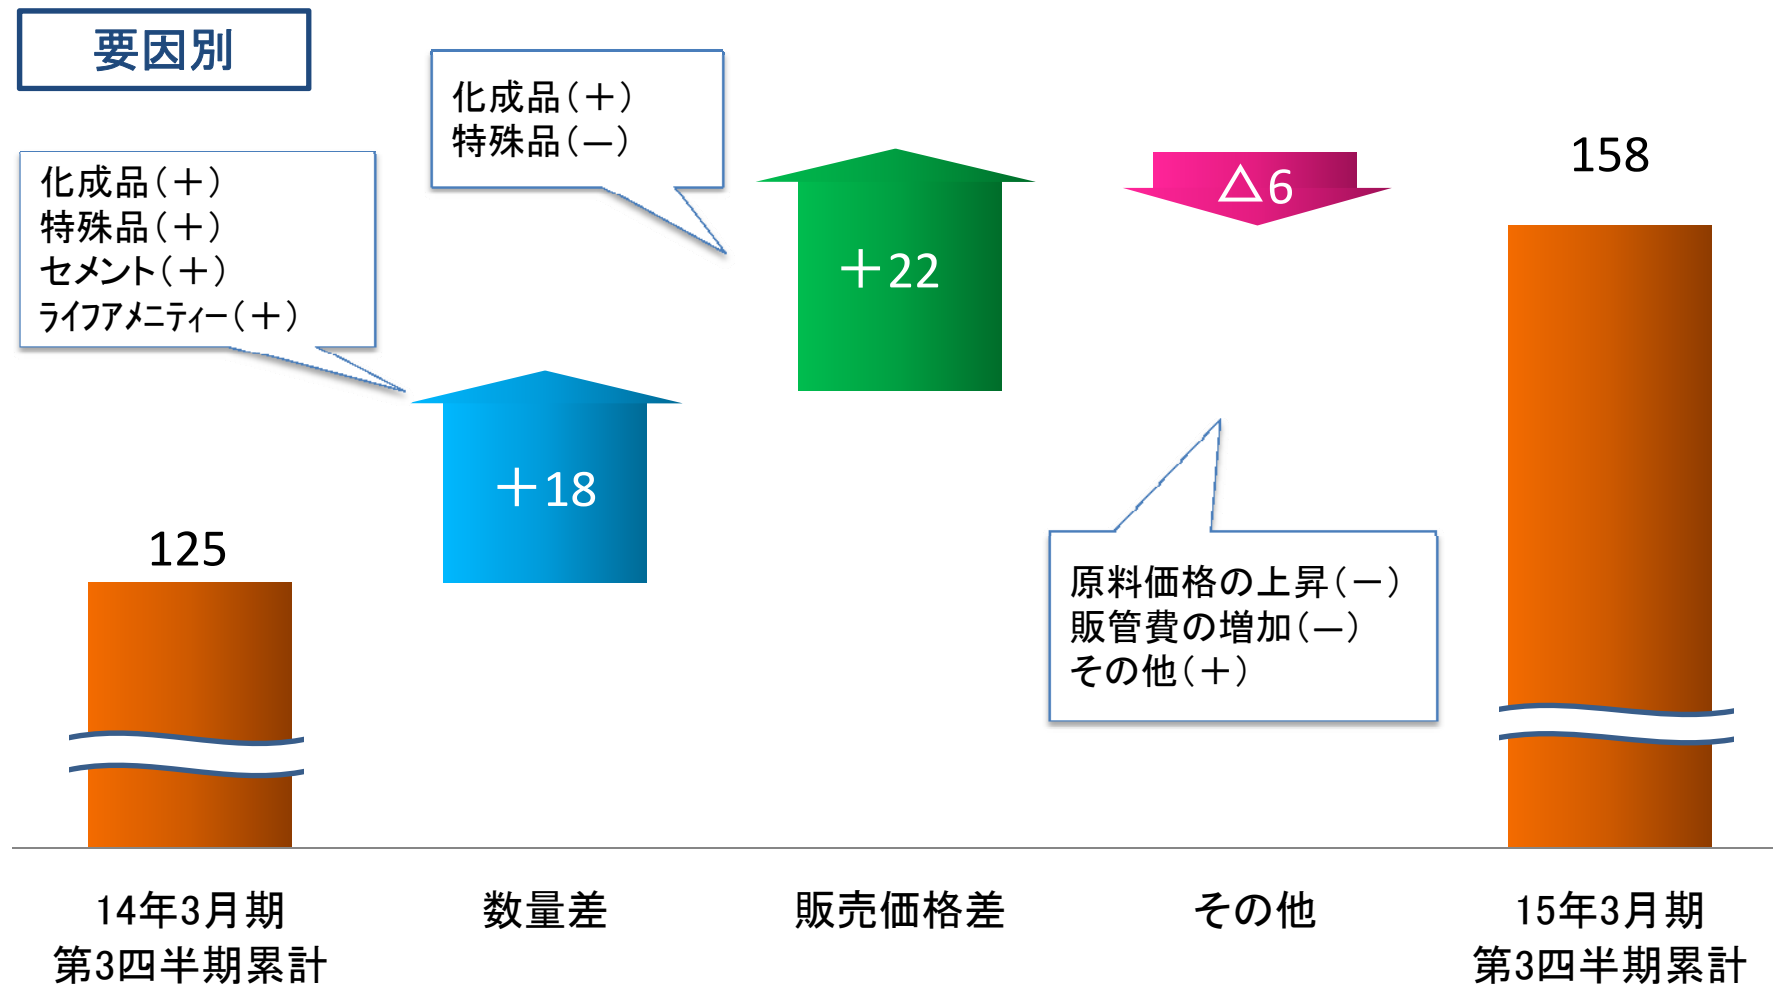 要因別
化成品（＋）
特殊品（－）
化成品（＋）
特殊品（＋）
セメント（＋）
ライフアメニティー（＋）
125
＋18
＋22
△6
158
原料価格の上昇（－）
販管費の増加（－）
その他（＋）
14年3月期
第3四半期累計
数量差
販売価格差
その他
15年3月期
第3四半期累計